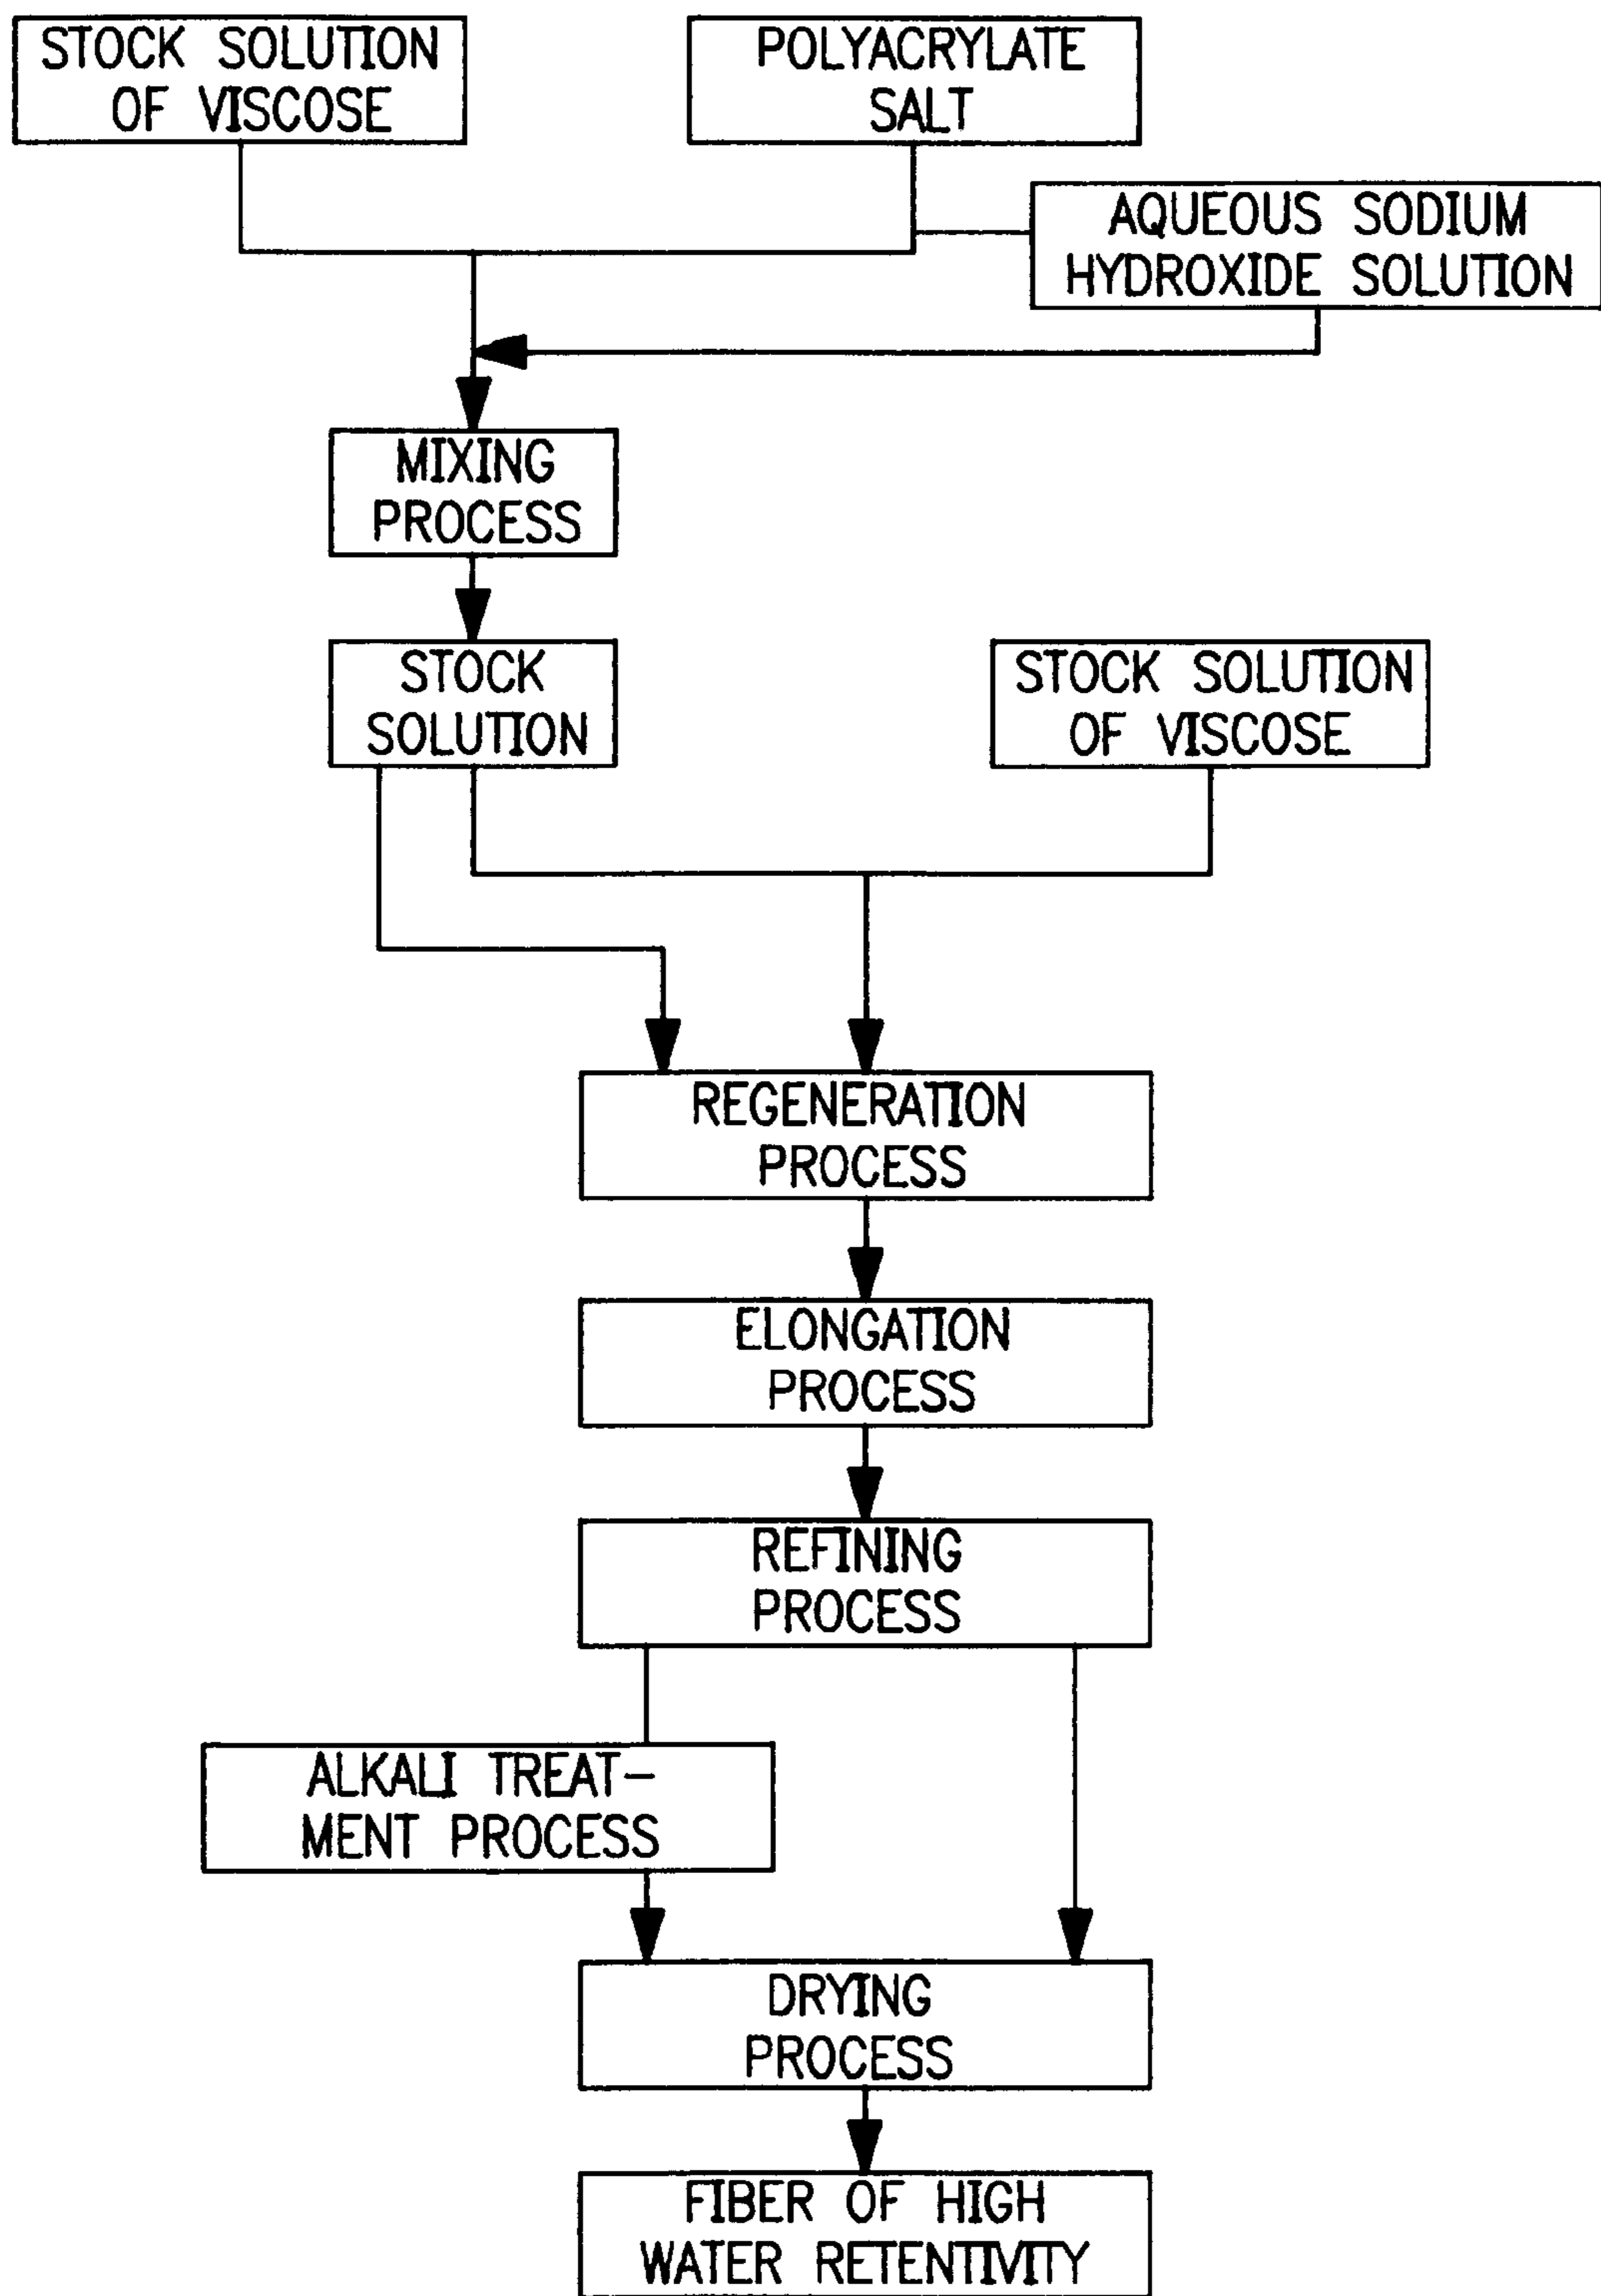 STOCK SOLUTION
OF VISCOSE
POLYACRYLATE
SALT
AQUEOUS SODIUM
HYDROXIDE SOLUTION
MIXING
PROCESS
STOCK
SOLUTION
STOCK SOLUTION
OF VISCOSE
REGENERATION
PROCESS
ELONGATION
PROCESS
REFINING
PROCESS
ALKALI TREAT-
MENT PROCESS
DRYING
PROCESS
FIBER OF HIGH
WATER RETENTIVITY